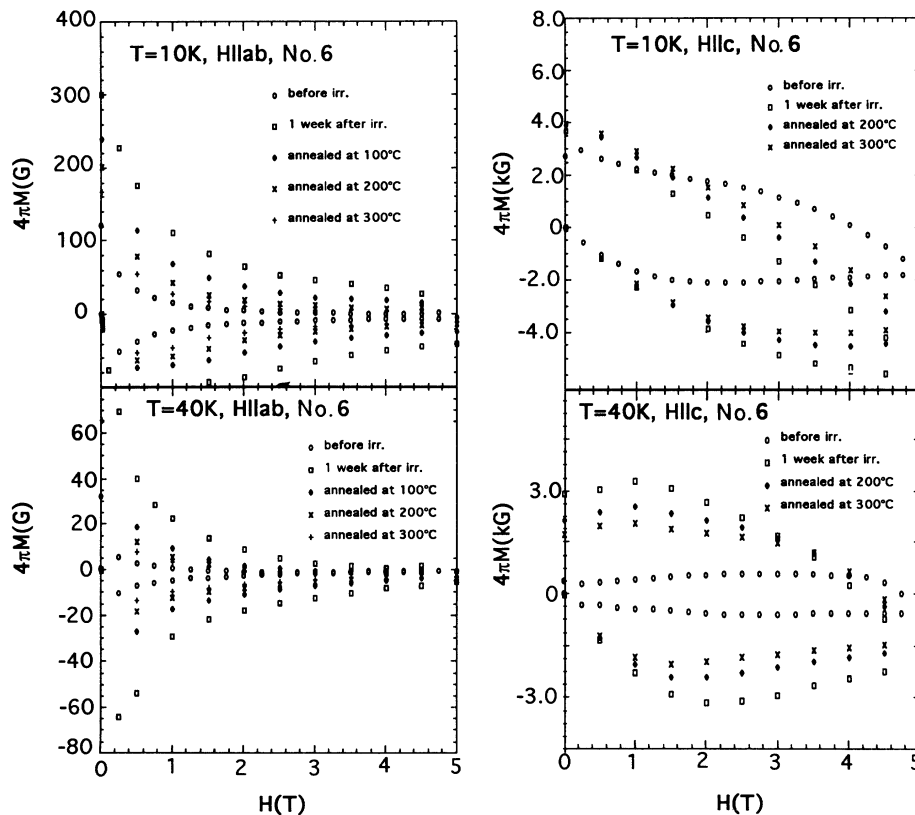 T=10K, HIIab, No.6
before irr.
1 week after irr.
annealed at 100°C
annealed at 200°C
annealed at 300°C
4πM(G)
400
300
200
100
0
T=10K, HIIc, No.6
before irr.
1 week after irr.
annealed at 200°C
annealed at 300°C
4πM(kG)
8.0
6.0
4.0
2.0
0
-2.0
-4.0
T=40K, HIIab, No.6
before irr.
1 week after irr.
annealed at 100°C
annealed at 200°C
annealed at 300°C
4πM(G)
60
40
20
0
-20
-40
-60
-80
0 1 2 3 4 5
H(T)
T=40K, HIIc, No.6
before irr.
1 week after irr.
annealed at 200°C
annealed at 300°C
4πM(kG)
3.0
0
-3.0
0 1 2 3 4 5
H(T)